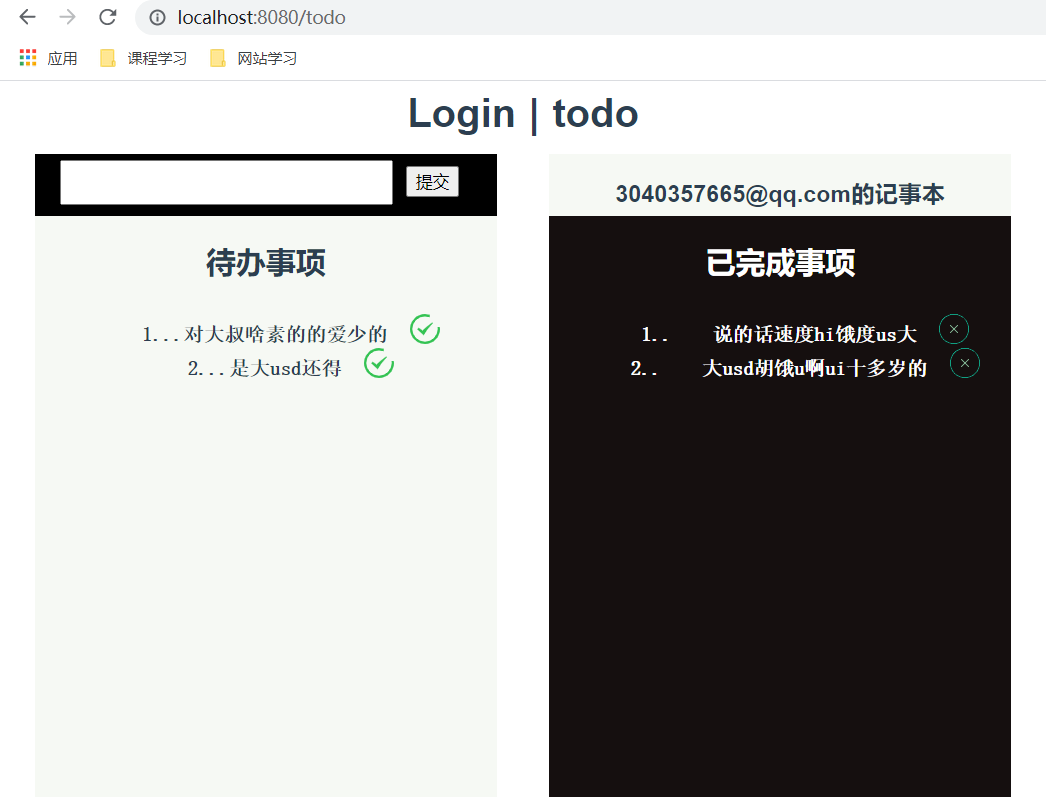 localhost:8080/todo
应用 课程学习 网站学习
Login | todo
提交
3040357665@qq.com的记事本
待办事项
1...对大叔啥素的的爱少的
2...是大usd还得
已完成事项
1.. 说的话速度hi饿度us大
2.. 大usd胡饿u啊ui十多岁的